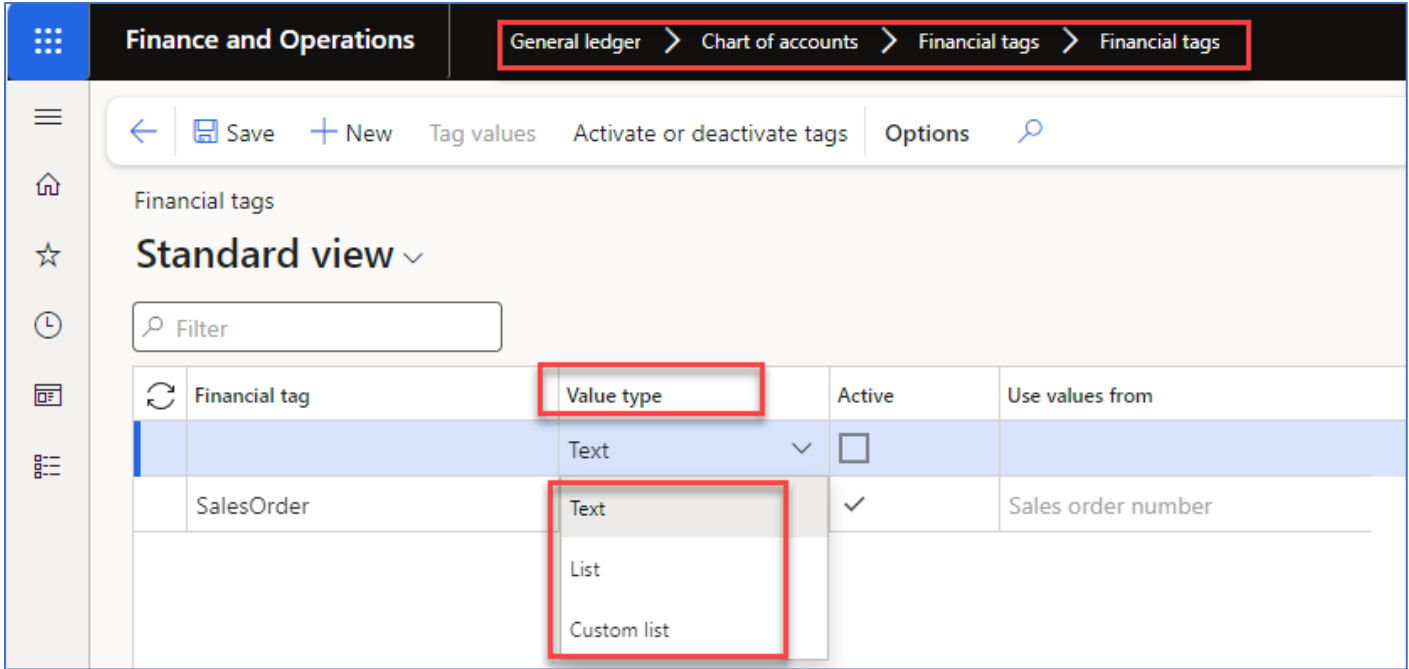 Finance and Operations
General ledger > Chart of accounts > Financial tags > Financial tags
Save + New Tag values Activate or deactivate tags Options
Financial tags
Standard view
Filter
Financial tag Value type Active Use values from
Text
SalesOrder Text Sales order number
List
Custom list